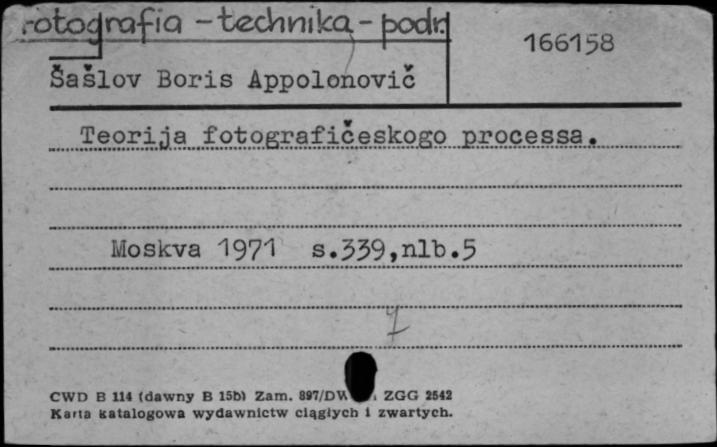 fotografia - technika - podr.
166158
Šašlov Boris Appolonovič
Teorija fotografičeskogo processa.
Moskva 1971 s.339,nlb.5
CWD B 114 (dawny B 15b) Zam. 897/DW ZGG 2542
Karta katalogowa wydawnictw ciągłych i zwartych.